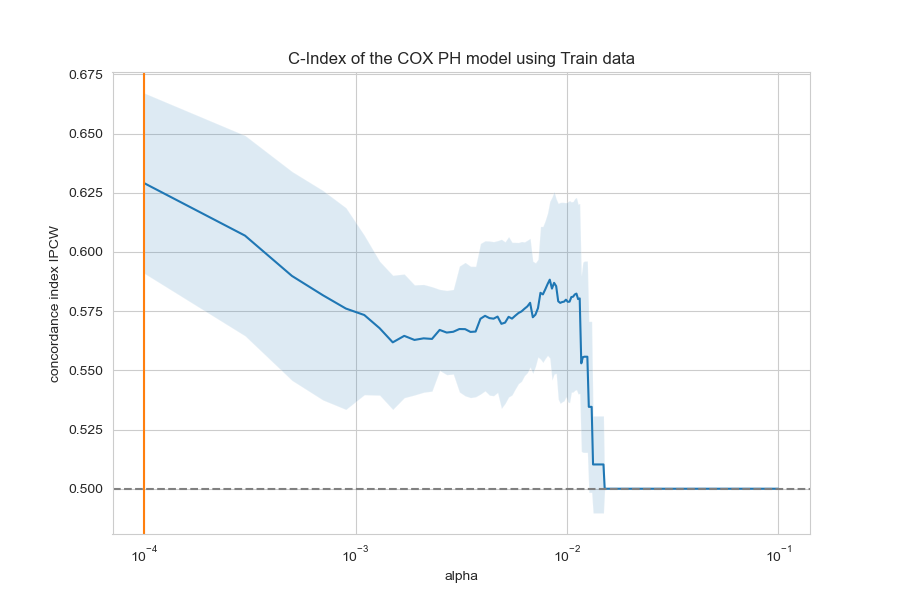 C-Index of the COX PH model using Train data
concordance index IPCW
0.675
0.650
0.625
0.600
0.575
0.550
0.525
0.500
10⁻⁴ 10⁻³ 10⁻² 10⁻¹
alpha